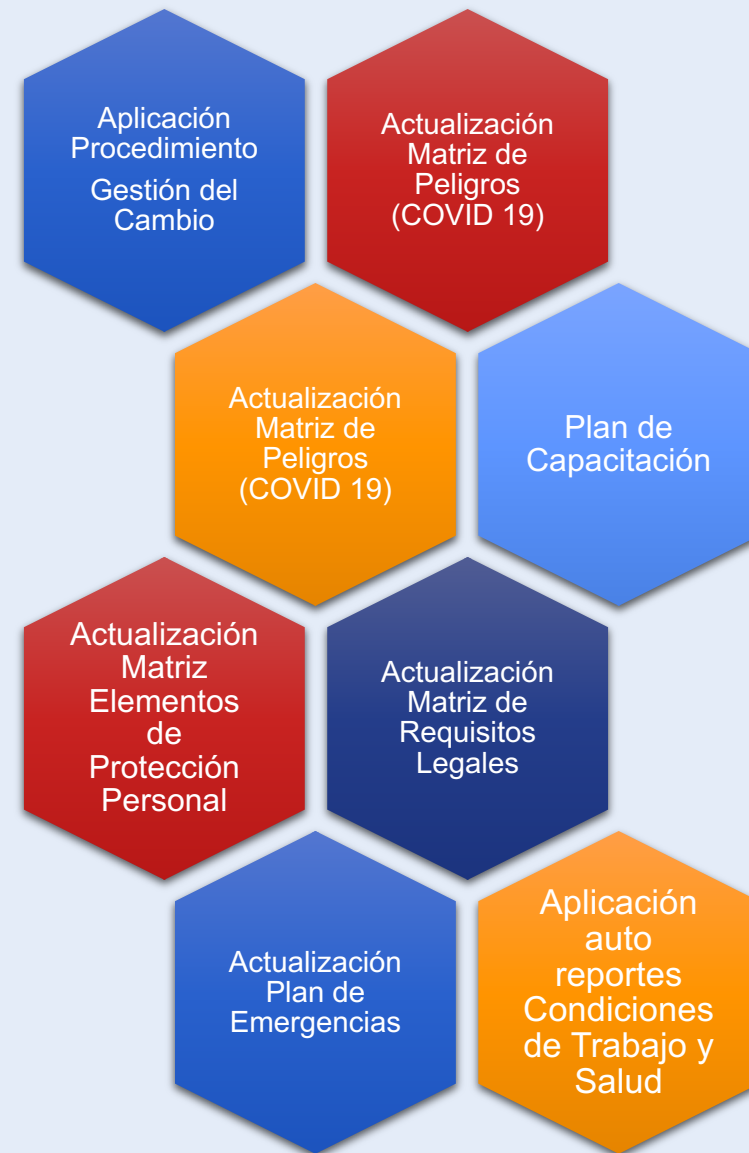 Aplicación
Procedimiento
Gestión del
Cambio
Actualización
Matriz de
Peligros
(COVID 19)
Actualización
Matriz de
Peligros
(COVID 19)
Plan de
Capacitación
Actualización
Matriz
Elementos
de
Protección
Personal
Actualización
Matriz de
Requisitos
Legales
Actualización
Plan de
Emergencias
Aplicación
auto
reportes
Condiciones
de Trabajo y
Salud